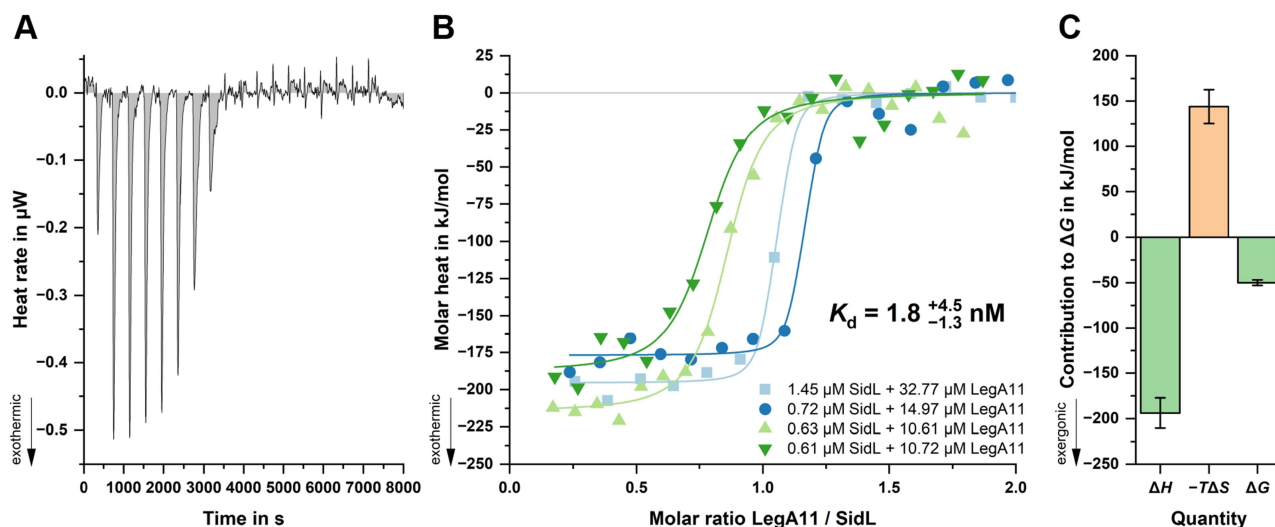 A
0.0
−0.1
−0.2
−0.3
−0.4
−0.5
Heat rate in µW
exothermic
0 1000 2000 3000 4000 5000 6000 7000 8000
Time in s
B
25
0
−25
−50
−75
−100
−125
−150
−175
−200
−225
−250
Molar heat in kJ/mol
exothermic
Kd = 1.8 +4.5 −1.3 nM
1.45 µM SidL + 32.77 µM LegA11
0.72 µM SidL + 14.97 µM LegA11
0.63 µM SidL + 10.61 µM LegA11
0.61 µM SidL + 10.72 µM LegA11
0.0 0.5 1.0 1.5 2.0
Molar ratio LegA11 / SidL
C
200
150
100
50
0
−50
−100
−150
−200
−250
Contribution to ΔG in kJ/mol
exergonic
ΔH −TΔS ΔG
Quantity